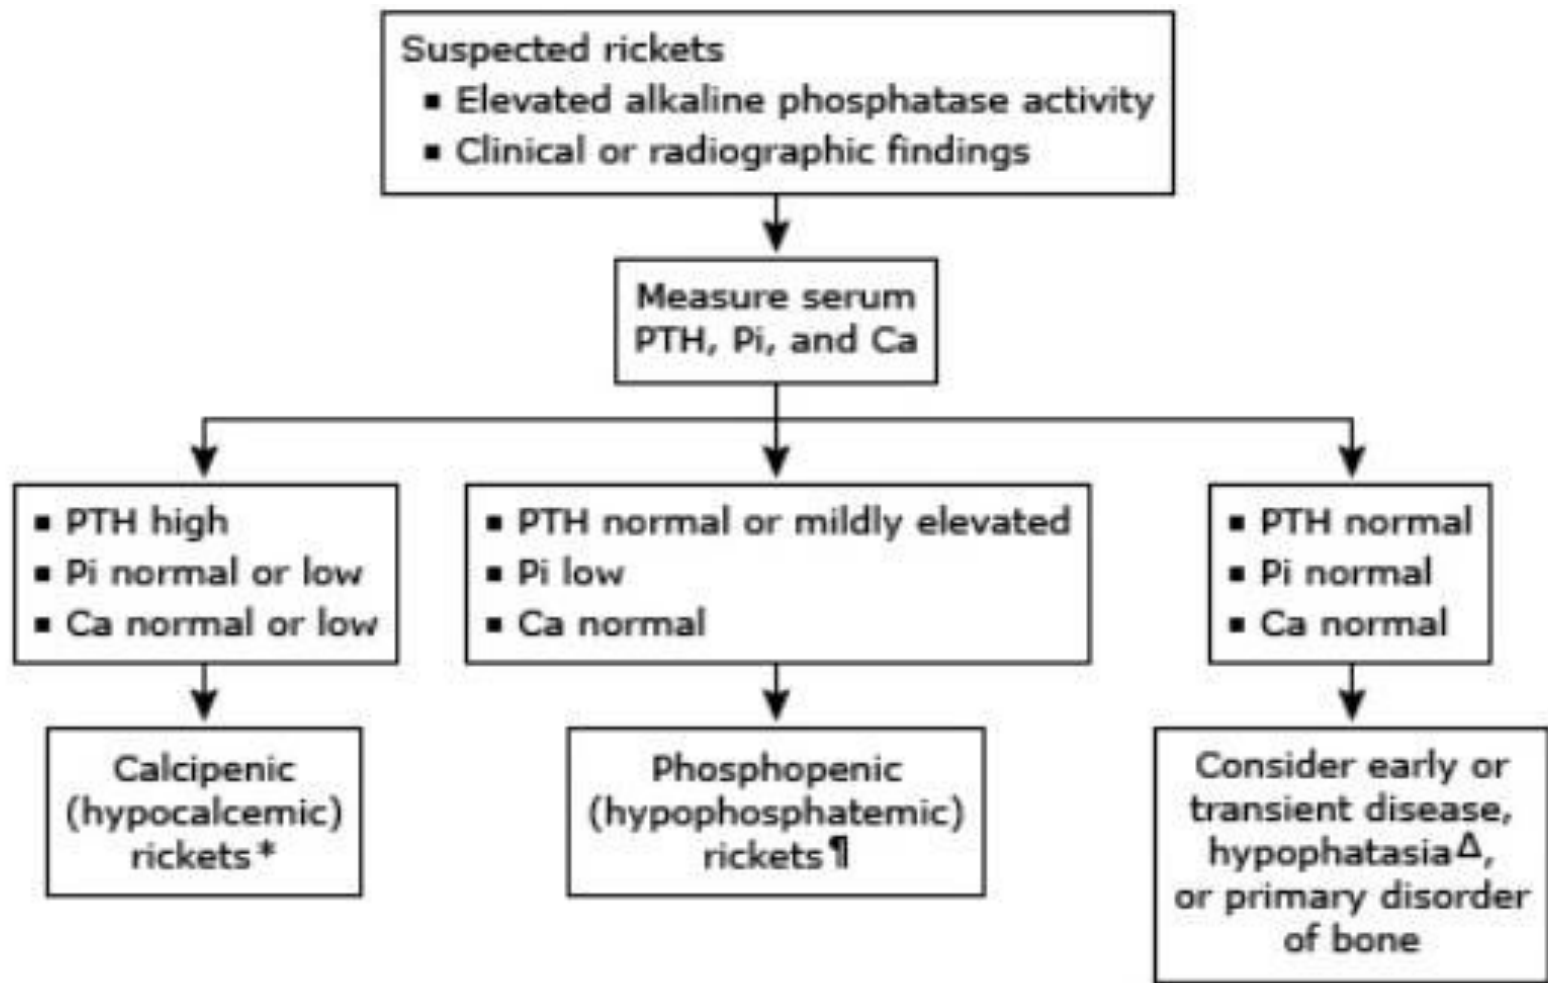 Suspected rickets
▪ Elevated alkaline phosphatase activity
▪ Clinical or radiographic findings
Measure serum
PTH, Pi, and Ca
▪ PTH high
▪ Pi normal or low
▪ Ca normal or low
▪ PTH normal or mildly elevated
▪ Pi low
▪ Ca normal
▪ PTH normal
▪ Pi normal
▪ Ca normal
Calcipenic
(hypocalcemic)
rickets*
Phosphopenic
(hypophosphatemic)
rickets¶
Consider early or
transient disease,
hypophatasiaΔ,
or primary disorder
of bone